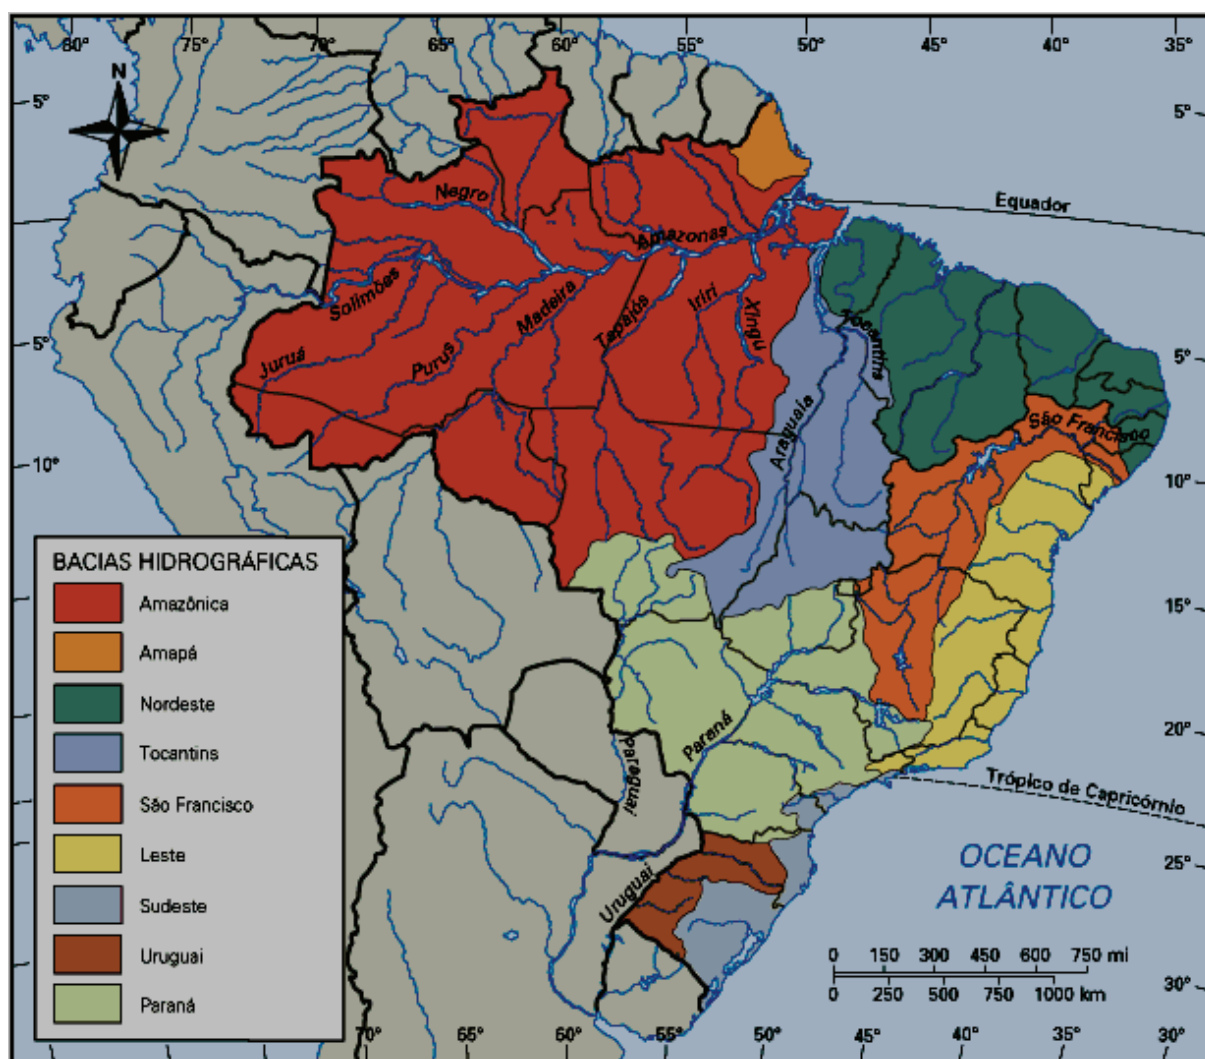 80° 75° 70° 65° 60° 55° 50° 45° 40° 35°
N
5° 5°
Equador
Negro
Amazonas
Solimões
Madeira
Tapajós
Iriri
Xingú
Tocantins
5° 5°
Juruá
Purus
Araguaia
São Francisco
10° 10°
BACIAS HIDROGRÁFICAS
Amazônica
Amapá
Nordeste
Tocantins
São Francisco
Leste
Sudeste
Uruguai
Paraná
15°
Paraná
paraguai
20°
Trópico de Capricórnio
Uruguai
25°
OCEANO
ATLÂNTICO
0 150 300 450 600 750 mi
0 250 500 750 1000 km
30°
70° 65° 60° 55° 50° 45° 40° 30°